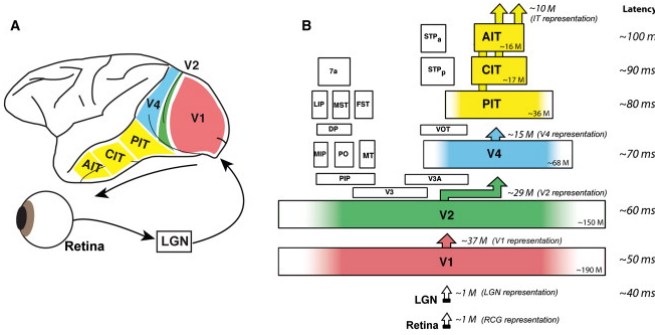 A
V2
V4
V1
PIT
CIT
AIT
Retina
LGN
B
Latency
~10 M
(IT representation)
STPa
AIT
~16 M
~100 ms
7a
STPp
CIT
~17 M
~90 ms
LIP MST FST
PIT
~36 M
~80 ms
DP
VOT
~15 M (V4 representation)
MIP PO MT
V4
~68 M
~70 ms
PIP
V3A
V3
~29 M (V2 representation)
V2
~150 M
~60 ms
~37 M (V1 representation)
V1
~190 M
~50 ms
LGN ~1 M (LGN representation)
~40 ms
Retina ~1 M (RCG representation)